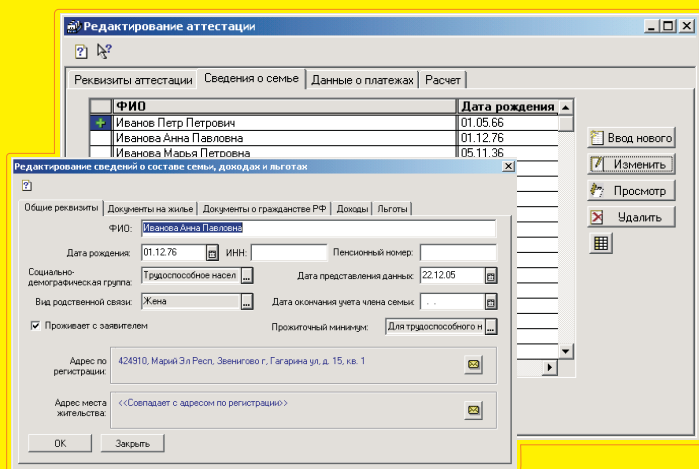 Редактирование аттестации
Реквизиты аттестации Сведения о семье Данные о платежах Расчет
ФИО Дата рождения
Иванов Петр Петрович 01.05.66
Иванова Анна Павловна 01.12.76
Иванова Марья Петровна 05.11.36
Ввод нового
Изменить
Просмотр
Удалить
Редактирование сведений о составе семьи, доходах и льготах
Общие реквизиты Документы на жилье Документы о гражданстве РФ Доходы Льготы
ФИО: Иванова Анна Павловна
Дата рождения: 01.12.76 ИНН: Пенсионный номер:
Социально-
демографическая группа: Трудоспособное насел ... Дата представления данных: 22.12.05
Вид родственной связи: Жена ... Дата окончания учета члена семьи: . .
Проживает с заявителем Прожиточный минимум: Для трудоспособного н ...
Адрес по
регистрации: 424910, Марий Эл Респ, Звенигово г, Гагарина ул, д. 15, кв. 1
Адрес места
жительства: <<Совпадает с адресом по регистрации>>
OK Закрыть